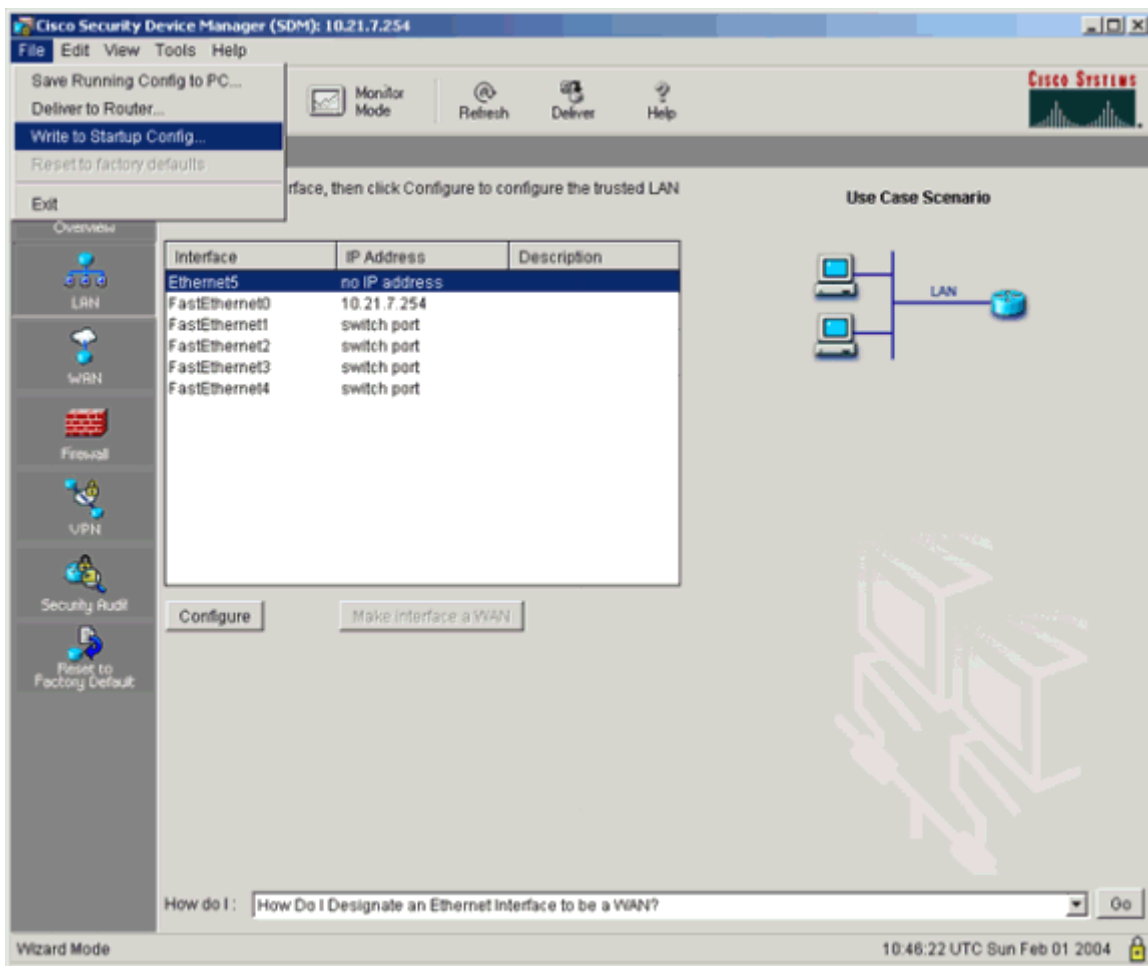 Cisco Security Device Manager (SDM): 10.21.7.254
File Edit View Tools Help
Save Running Config to PC...
Deliver to Router...
Write to Startup Config...
Reset to factory defaults
Exit
Monitor Mode
Refresh
Deliver
Help
CISCO SYSTEMS
rface, then click Configure to configure the trusted LAN
Use Case Scenario
Overview
LAN
WAN
Firewall
VPN
Security Audit
Reset to
Factory Default
Interface IP Address Description
Ethernet5 no IP address
FastEthernet0 10.21.7.254
FastEthernet1 switch port
FastEthernet2 switch port
FastEthernet3 switch port
FastEthernet4 switch port
LAN
Configure Make interface a WAN
How do I : How Do I Designate an Ethernet Interface to be a WAN? Go
Wizard Mode 10:46:22 UTC Sun Feb 01 2004